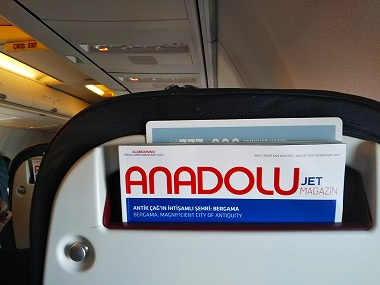 ÇIKIŞ EXIT
ANADOLU
JET
MAGAZİN
ANTİK ÇAĞ'IN İHTİŞAMLI ŞEHRİ: BERGAMA
BERGAMA: MAGNIFICENT CITY OF ANTIQUITY